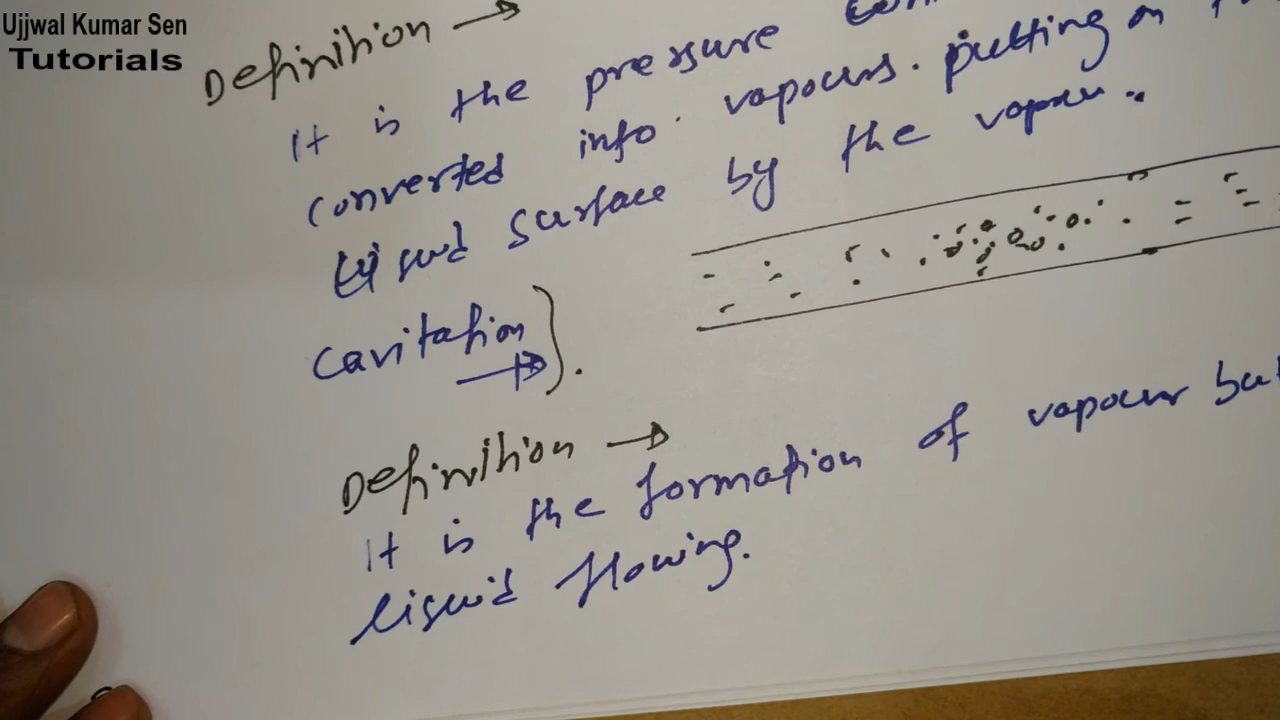 Ujjwal Kumar Sen
Tutorials
Definition →
It is the pressure
converted into vapours. putting on
Liquid surface by the vapour.
Cavitation
Definition →
It is the formation of vapour
liquid flowing.